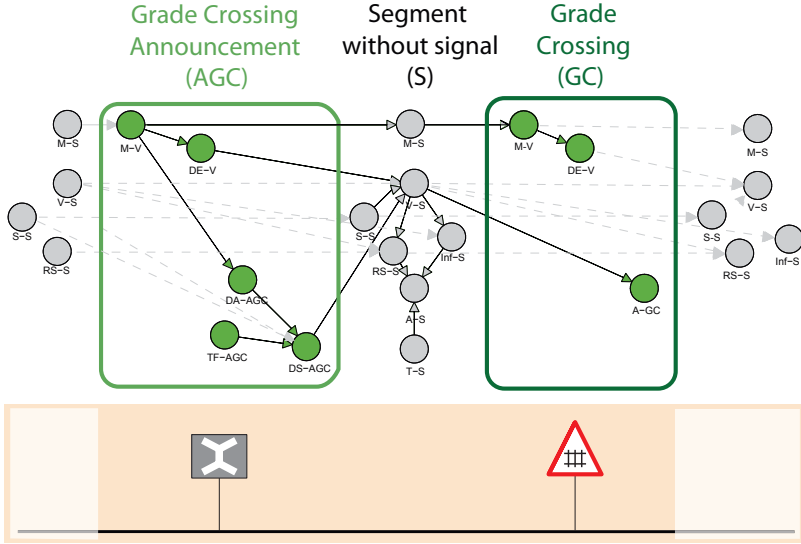 Grade Crossing
Announcement
(AGC)
Segment
without signal
(S)
Grade
Crossing
(GC)
M-S
M-V
DE-V
V-S
S-S
RS-S
DA-AGC
TF-AGC
DS-AGC
M-S
V-S
S-S
RS-S
Inf-S
A-S
T-S
M-V
DE-V
A-GC
M-S
V-S
S-S
RS-S
Inf-S